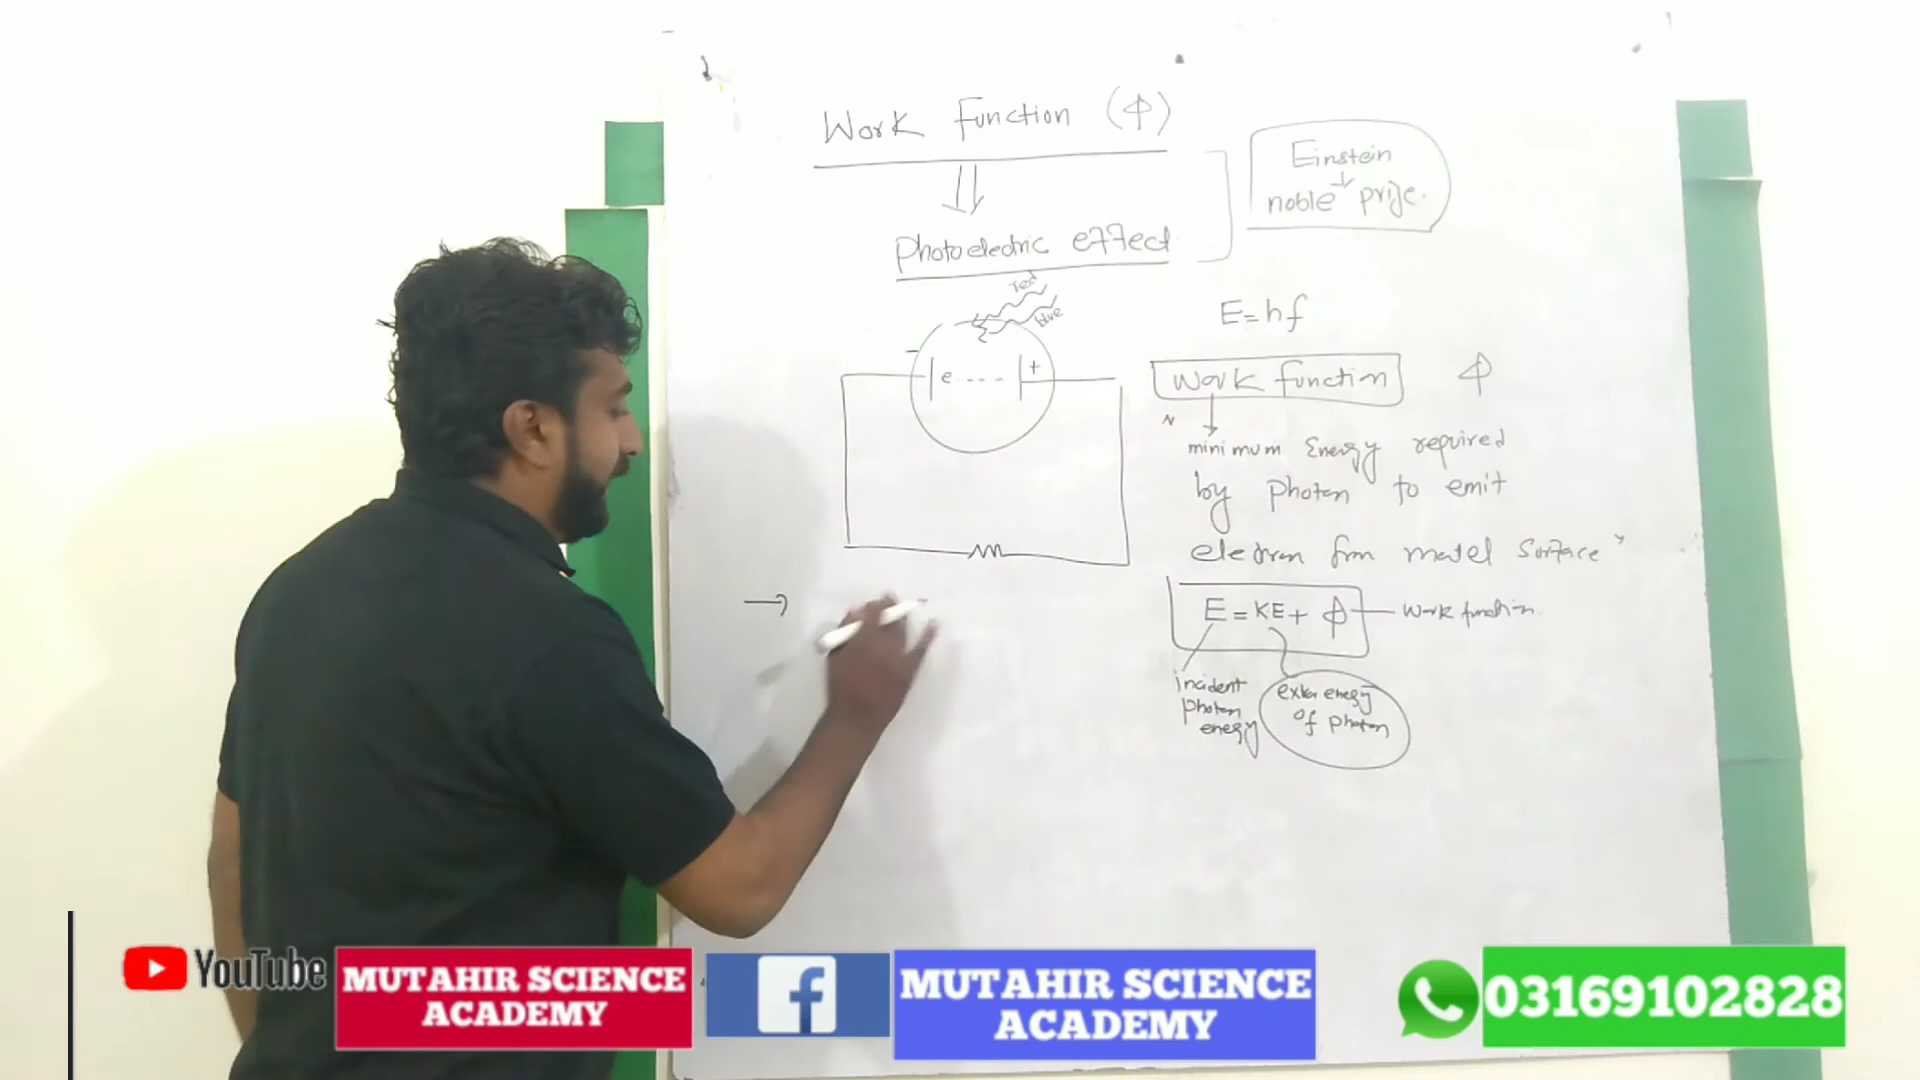 Work Function (Φ)
Einstein
noble prize.
Photoelectric effect
red
blue
E=hf
- e---- +
Work function Φ
minimum Energy required
by photon to emit
electron from matel surface"
E = KE + Φ — work function
incident
photon
energy
extra energy
of photon
YouTube
MUTAHIR SCIENCE
ACADEMY
f
MUTAHIR SCIENCE
ACADEMY
03169102828